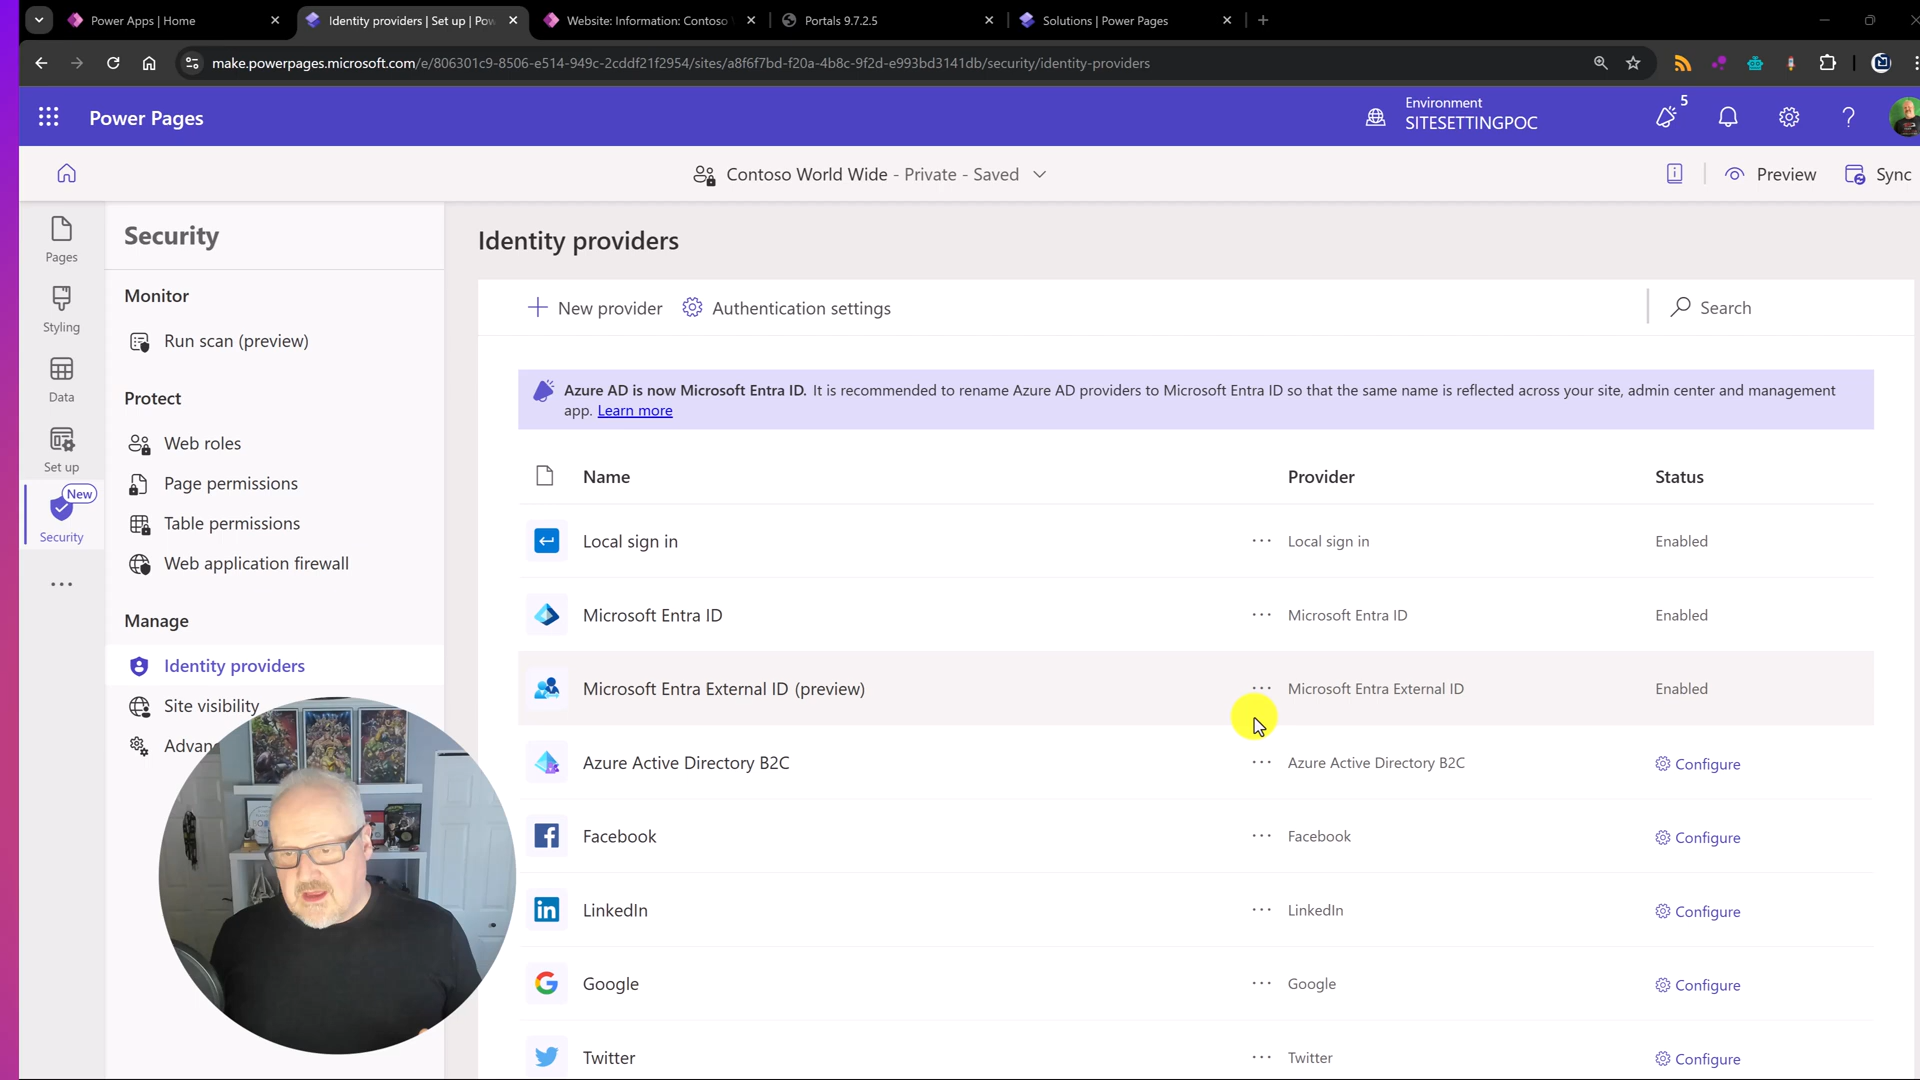 Power Apps | Home
Identity providers | Set up | Pow
Website: Information: Contoso
Portals 9.7.2.5
Solutions | Power Pages
make.powerpages.microsoft.com/e/806301c9-8506-e514-949c-2cddf21f2954/sites/a8f6f7bd-f20a-4b8c-9f2d-e993bd3141db/security/identity-providers
Power Pages
Environment
SITESETTINGPOC
5
Contoso World Wide - Private - Saved
Preview
Sync
Pages
Styling
Data
Set up
New
Security
Security
Monitor
Run scan (preview)
Protect
Web roles
Page permissions
Table permissions
Web application firewall
Manage
Identity providers
Site visibility
Advan
Identity providers
New provider
Authentication settings
Search
Azure AD is now Microsoft Entra ID. It is recommended to rename Azure AD providers to Microsoft Entra ID so that the same name is reflected across your site, admin center and management
app. Learn more
Name Provider Status
Local sign in Local sign in Enabled
Microsoft Entra ID Microsoft Entra ID Enabled
Microsoft Entra External ID (preview) Microsoft Entra External ID Enabled
Azure Active Directory B2C Azure Active Directory B2C Configure
Facebook Facebook Configure
LinkedIn LinkedIn Configure
Google Google Configure
Twitter Twitter Configure